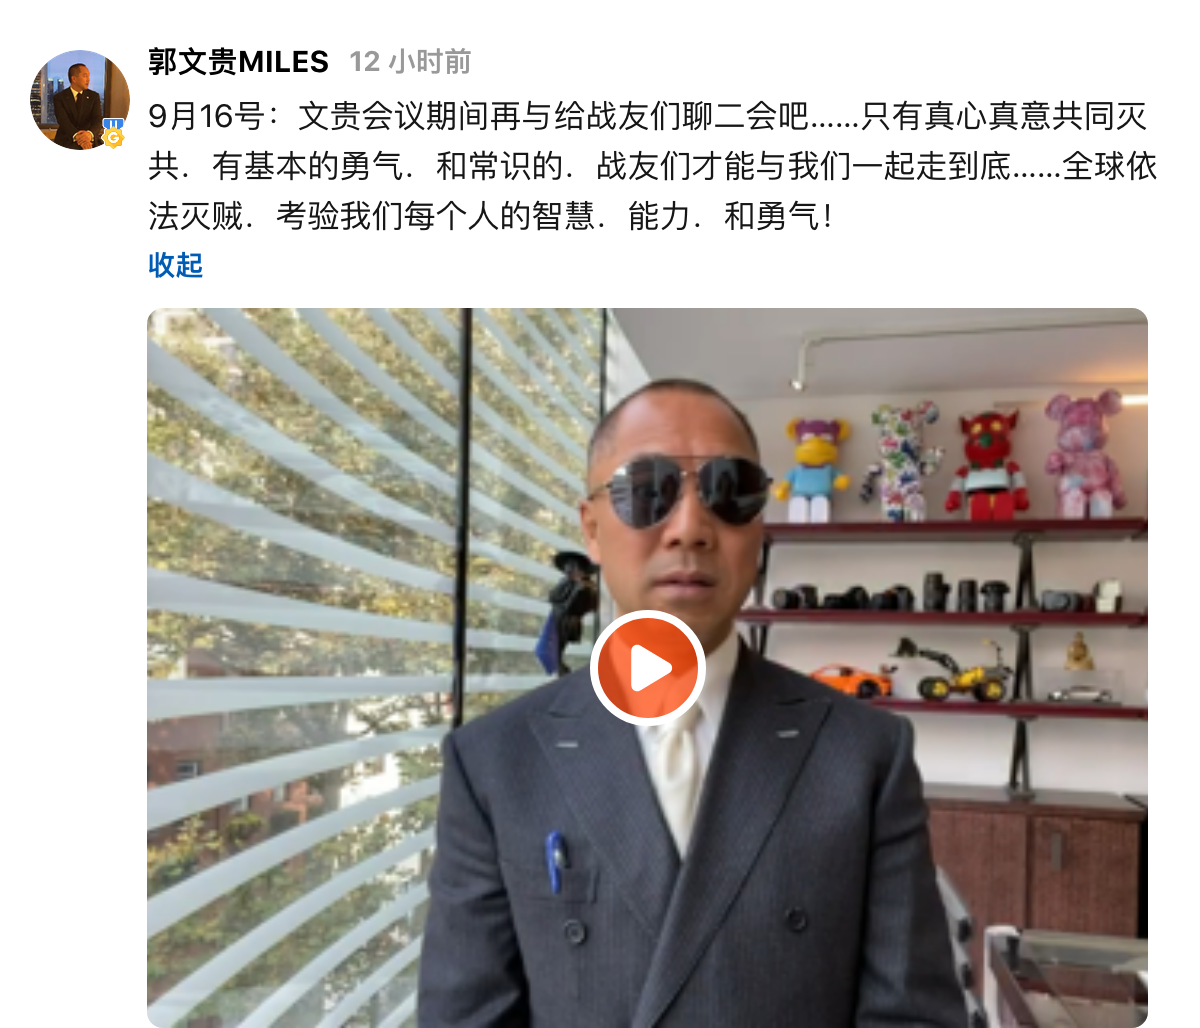 郭文贵MILES 12 小时前
9月16号：文贵会议期间再与给战友们聊二会吧……只有真心真意共同灭
共．有基本的勇气．和常识的．战友们才能与我们一起走到底……全球依
法灭贼．考验我们每个人的智慧．能力．和勇气！
收起